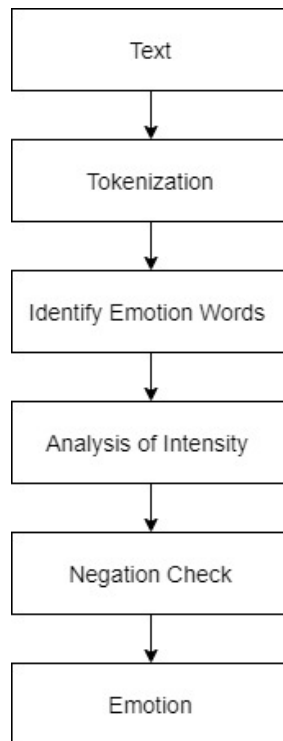 Text
Tokenization
Identify Emotion Words
Analysis of Intensity
Negation Check
Emotion